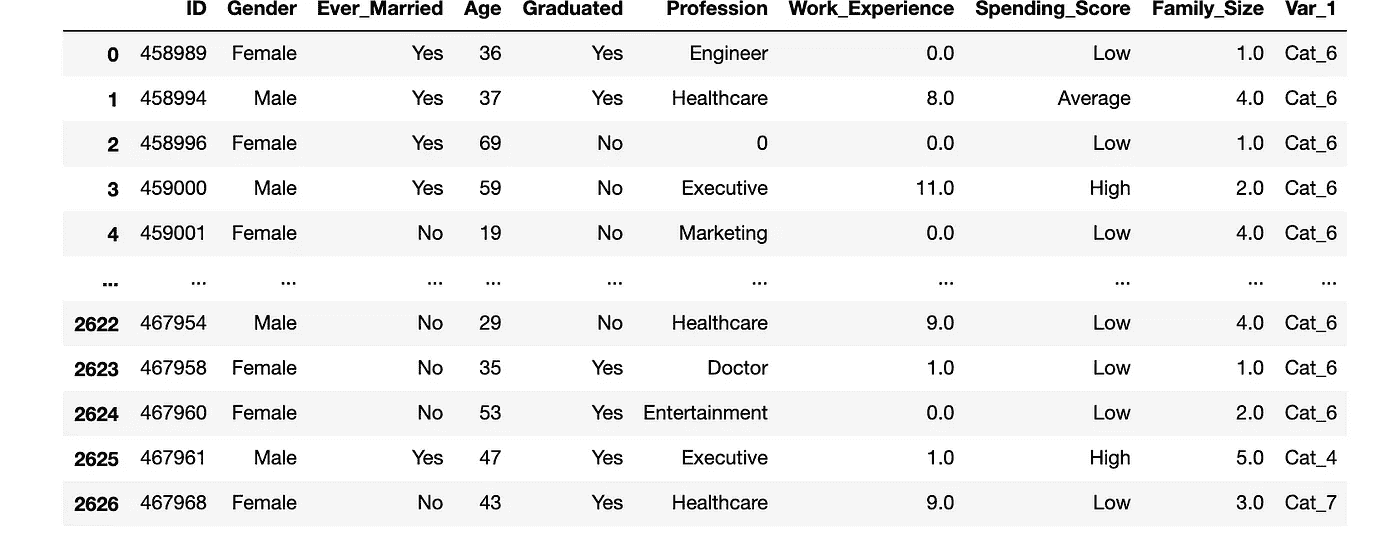 ID Gender Ever_Married Age Graduated Profession Work_Experience Spending_Score Family_Size Var_1
0 458989 Female Yes 36 Yes Engineer 0.0 Low 1.0 Cat_6
1 458994 Male Yes 37 Yes Healthcare 8.0 Average 4.0 Cat_6
2 458996 Female Yes 69 No 0 0.0 Low 1.0 Cat_6
3 459000 Male Yes 59 No Executive 11.0 High 2.0 Cat_6
4 459001 Female No 19 No Marketing 0.0 Low 4.0 Cat_6
... ... ... ... ... ... ... ... ... ... ...
2622 467954 Male No 29 No Healthcare 9.0 Low 4.0 Cat_6
2623 467958 Female No 35 Yes Doctor 1.0 Low 1.0 Cat_6
2624 467960 Female No 53 Yes Entertainment 0.0 Low 2.0 Cat_6
2625 467961 Male Yes 47 Yes Executive 1.0 High 5.0 Cat_4
2626 467968 Female No 43 Yes Healthcare 9.0 Low 3.0 Cat_7